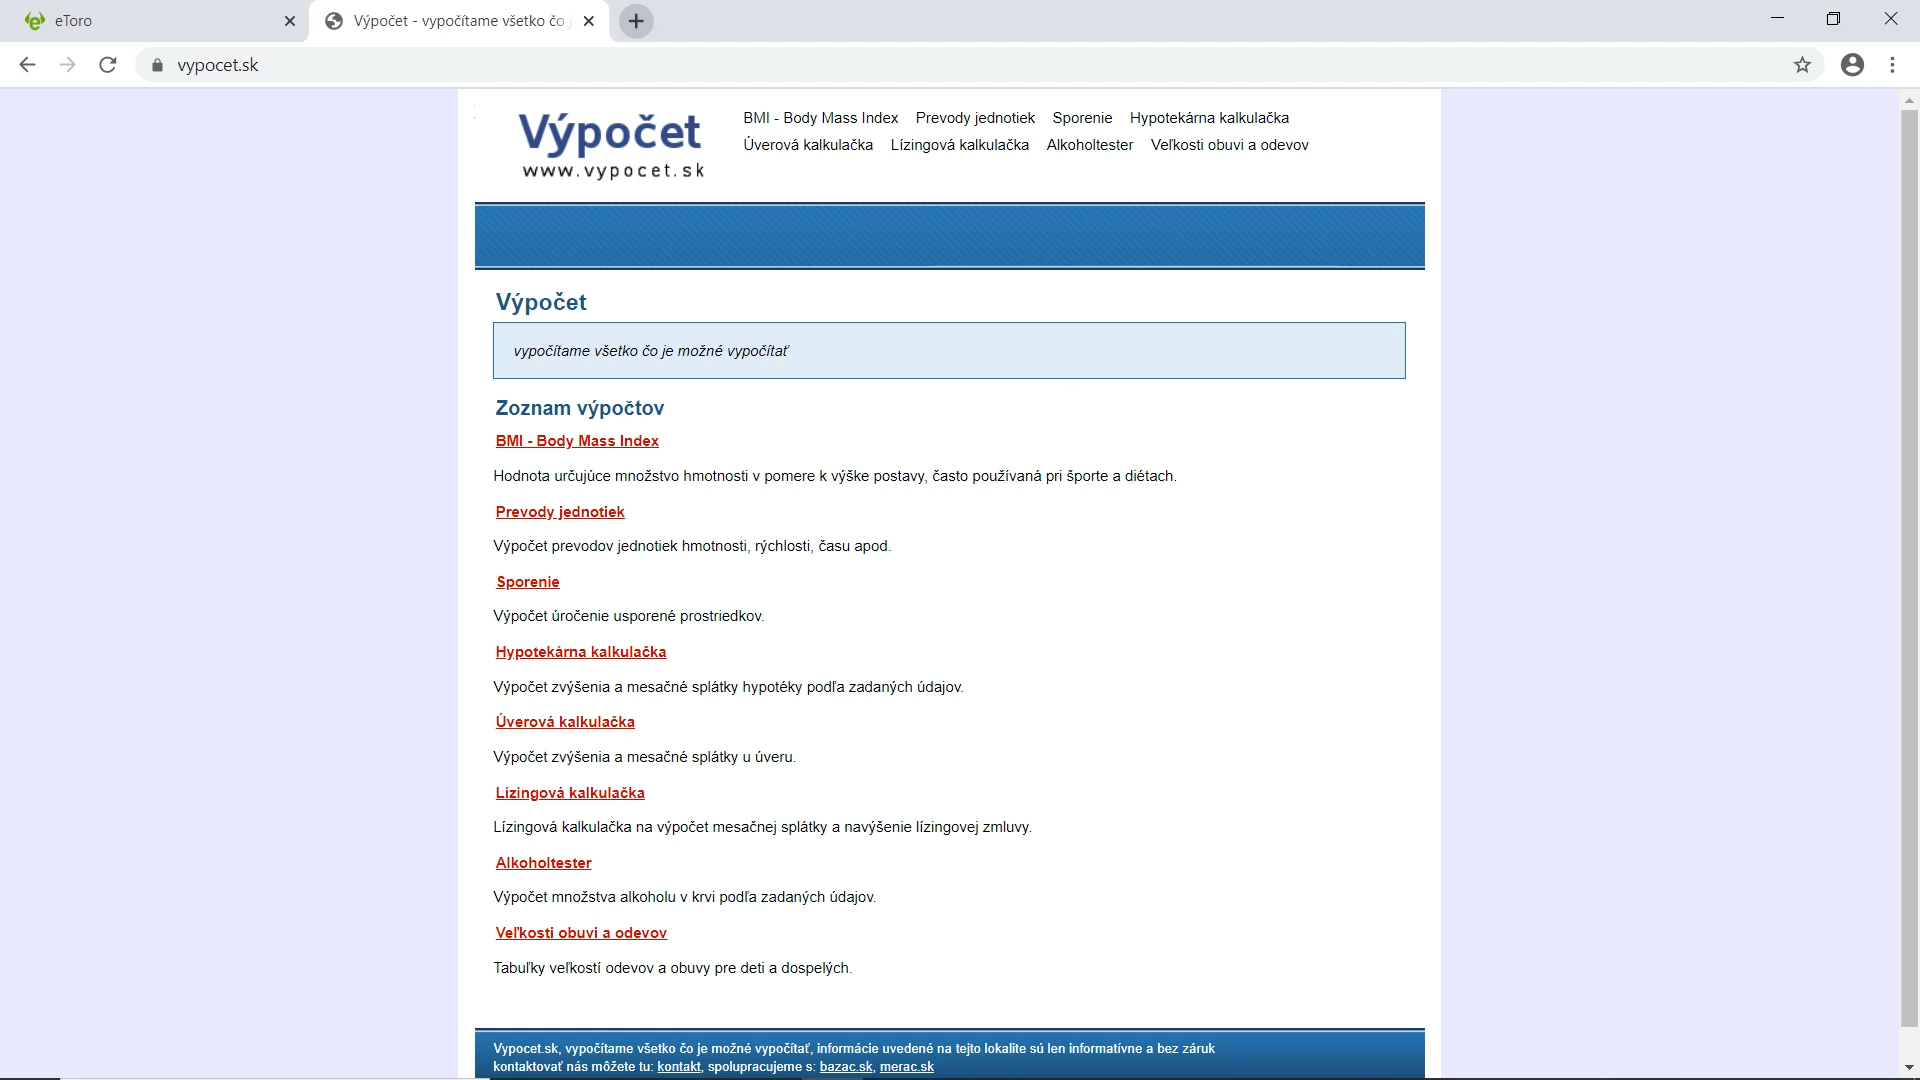 eToro
Výpočet - vypočítame všetko čo
vypocet.sk
Výpočet
www.vypocet.sk
BMI - Body Mass Index Prevody jednotiek Sporenie Hypotekárna kalkulačka
Úverová kalkulačka Lízingová kalkulačka Alkoholtester Veľkosti obuvi a odevov
Výpočet
vypočítame všetko čo je možné vypočítať
Zoznam výpočtov
BMI - Body Mass Index
Hodnota určujúce množstvo hmotnosti v pomere k výške postavy, často používaná pri športe a diétach.
Prevody jednotiek
Výpočet prevodov jednotiek hmotnosti, rýchlosti, času apod.
Sporenie
Výpočet úročenie usporené prostriedkov.
Hypotekárna kalkulačka
Výpočet zvýšenia a mesačné splátky hypotéky podľa zadaných údajov.
Úverová kalkulačka
Výpočet zvýšenia a mesačné splátky u úveru.
Lízingová kalkulačka
Lízingová kalkulačka na výpočet mesačnej splátky a navýšenie lízingovej zmluvy.
Alkoholtester
Výpočet množstva alkoholu v krvi podľa zadaných údajov.
Veľkosti obuvi a odevov
Tabuľky veľkostí odevov a obuvy pre deti a dospelých.
Vypocet.sk, vypočítame všetko čo je možné vypočítať, informácie uvedené na tejto lokalite sú len informatívne a bez záruk
kontaktovať nás môžete tu: kontakt, spolupracujeme s: bazac.sk, merac.sk